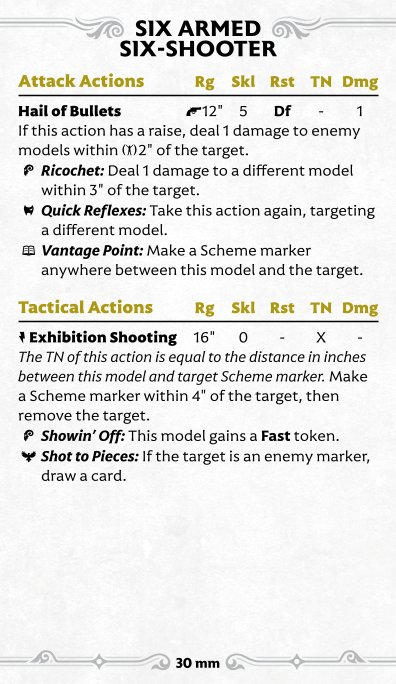 SIX ARMED
SIX-SHOOTER
Attack Actions Rg Skl Rst TN Dmg
Hail of Bullets 12" 5 Df - 1
If this action has a raise, deal 1 damage to enemy
models within 2" of the target.
Ricochet: Deal 1 damage to a different model
within 3" of the target.
Quick Reflexes: Take this action again, targeting
a different model.
Vantage Point: Make a Scheme marker
anywhere between this model and the target.
Tactical Actions Rg Skl Rst TN Dmg
Exhibition Shooting 16" 0 - X -
The TN of this action is equal to the distance in inches
between this model and target Scheme marker. Make
a Scheme marker within 4" of the target, then
remove the target.
Showin' Off: This model gains a Fast token.
Shot to Pieces: If the target is an enemy marker,
draw a card.
30 mm